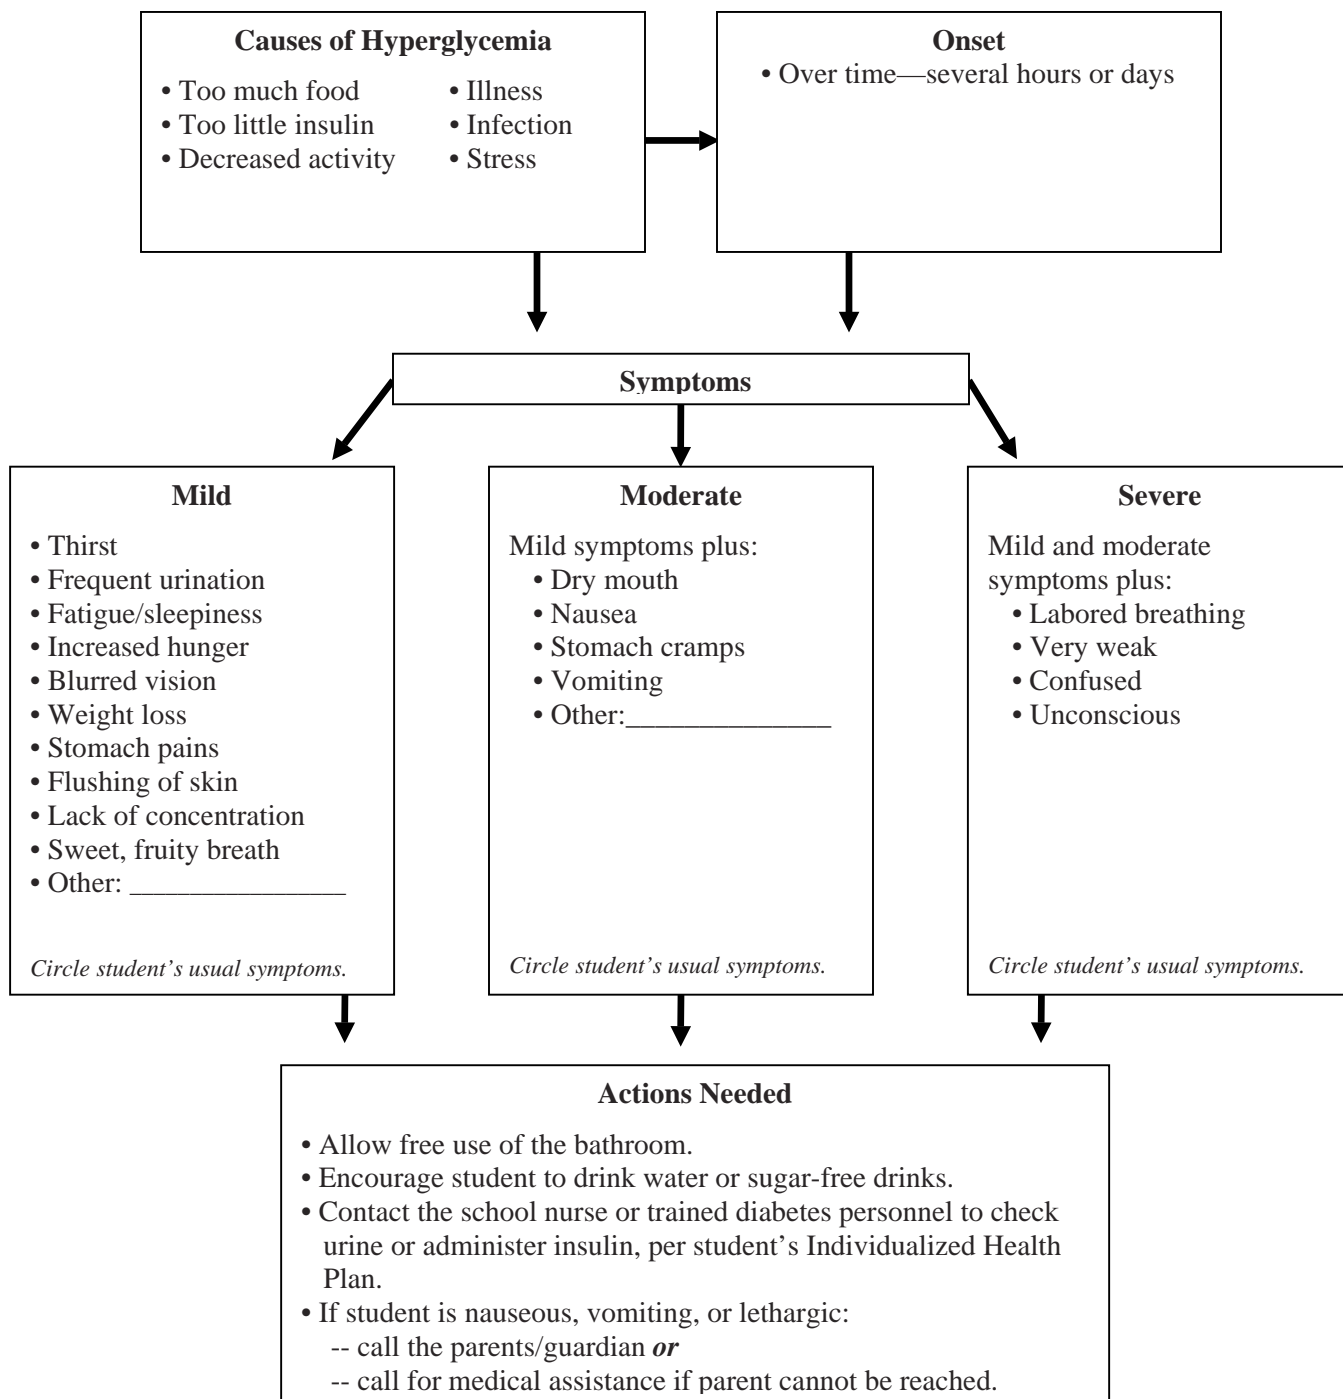 Causes of Hyperglycemia
• Too much food
• Too little insulin
• Decreased activity
• Illness
• Infection
• Stress
Onset
• Over time—several hours or days
Symptoms
Mild
• Thirst
• Frequent urination
• Fatigue/sleepiness
• Increased hunger
• Blurred vision
• Weight loss
• Stomach pains
• Flushing of skin
• Lack of concentration
• Sweet, fruity breath
• Other: __________________
Circle student’s usual symptoms.
Moderate
Mild symptoms plus:
• Dry mouth
• Nausea
• Stomach cramps
• Vomiting
• Other:______________
Circle student’s usual symptoms.
Severe
Mild and moderate
symptoms plus:
• Labored breathing
• Very weak
• Confused
• Unconscious
Circle student’s usual symptoms.
Actions Needed
• Allow free use of the bathroom.
• Encourage student to drink water or sugar-free drinks.
• Contact the school nurse or trained diabetes personnel to check
urine or administer insulin, per student’s Individualized Health
Plan.
• If student is nauseous, vomiting, or lethargic:
-- call the parents/guardian or
-- call for medical assistance if parent cannot be reached.